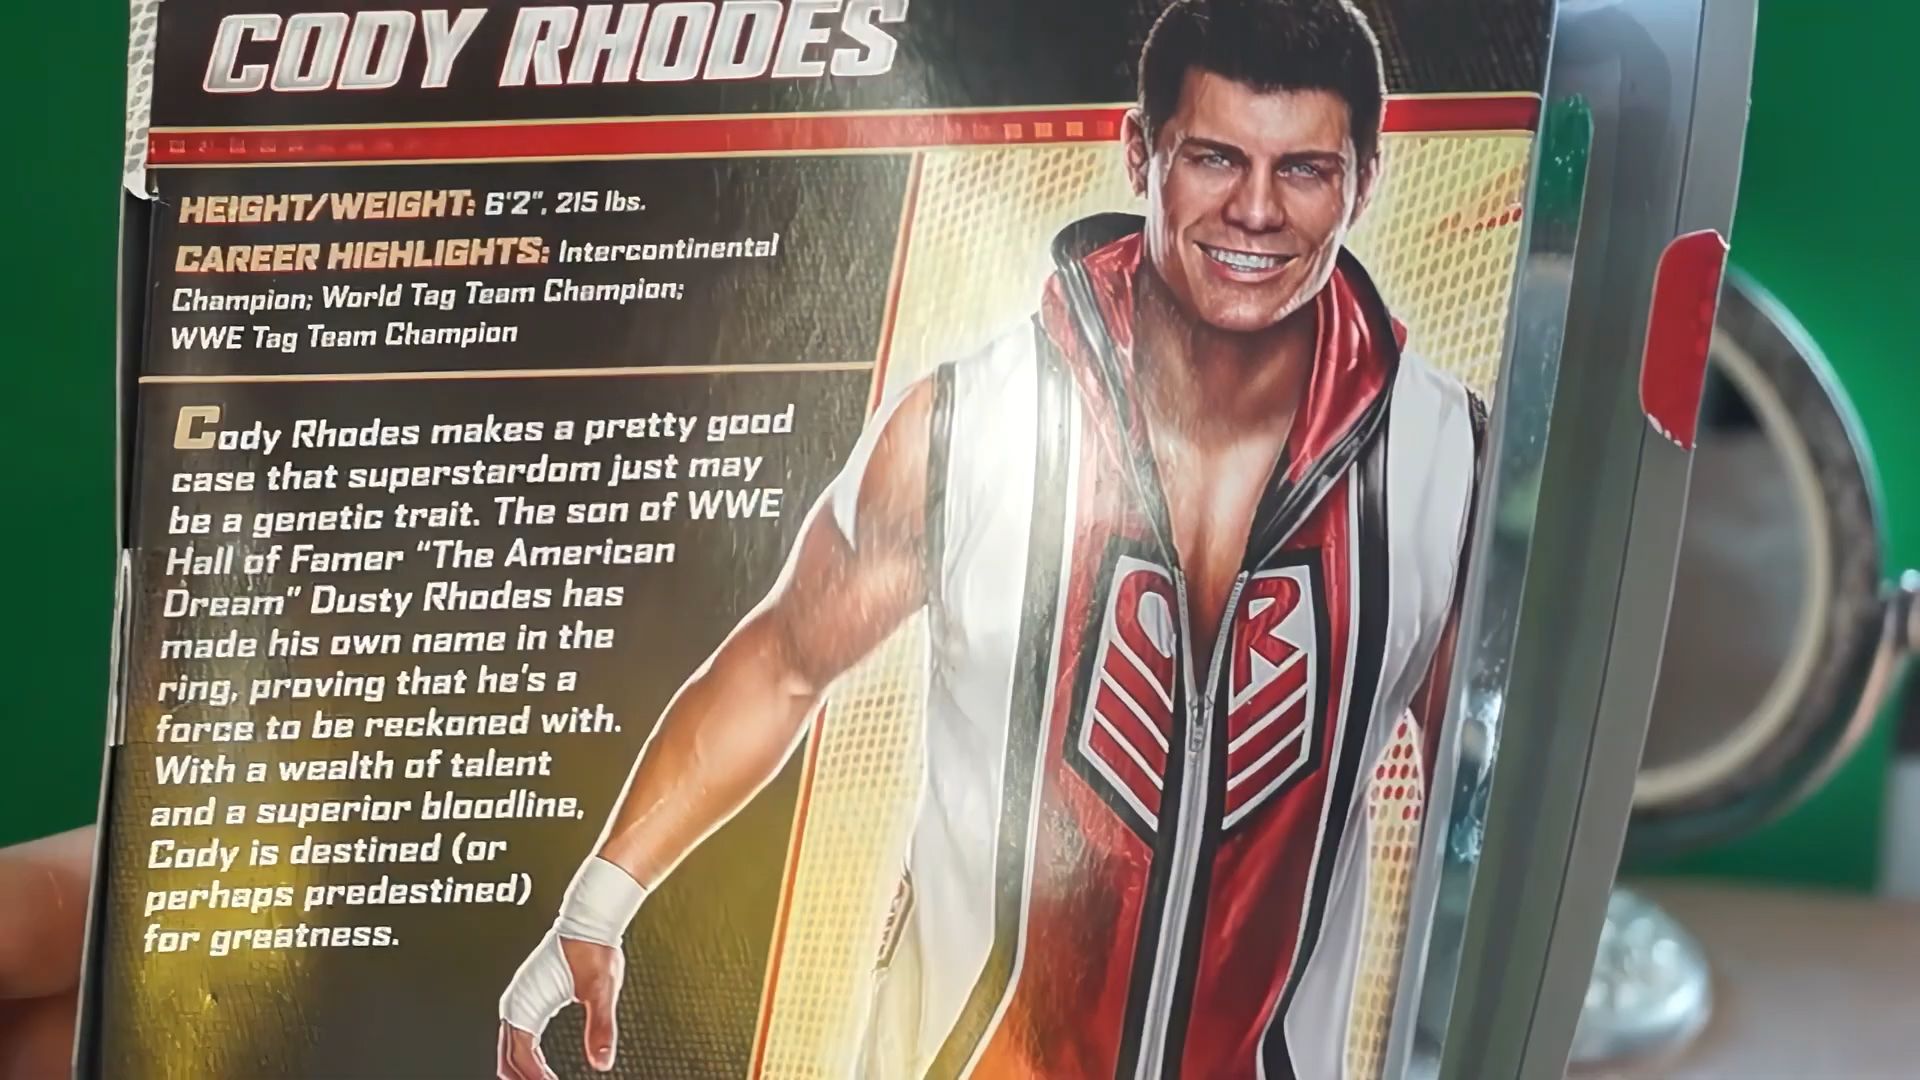 CODY RHODES
HEIGHT/WEIGHT: 6'2", 215 lbs.
CAREER HIGHLIGHTS: Intercontinental
Champion; World Tag Team Champion;
WWE Tag Team Champion
Cody Rhodes makes a pretty good
case that superstardom just may
be a genetic trait. The son of WWE
Hall of Famer “The American
Dream” Dusty Rhodes has
made his own name in the
ring, proving that he's a
force to be reckoned with.
With a wealth of talent
and a superior bloodline,
Cody is destined (or
perhaps predestined)
for greatness.
CR